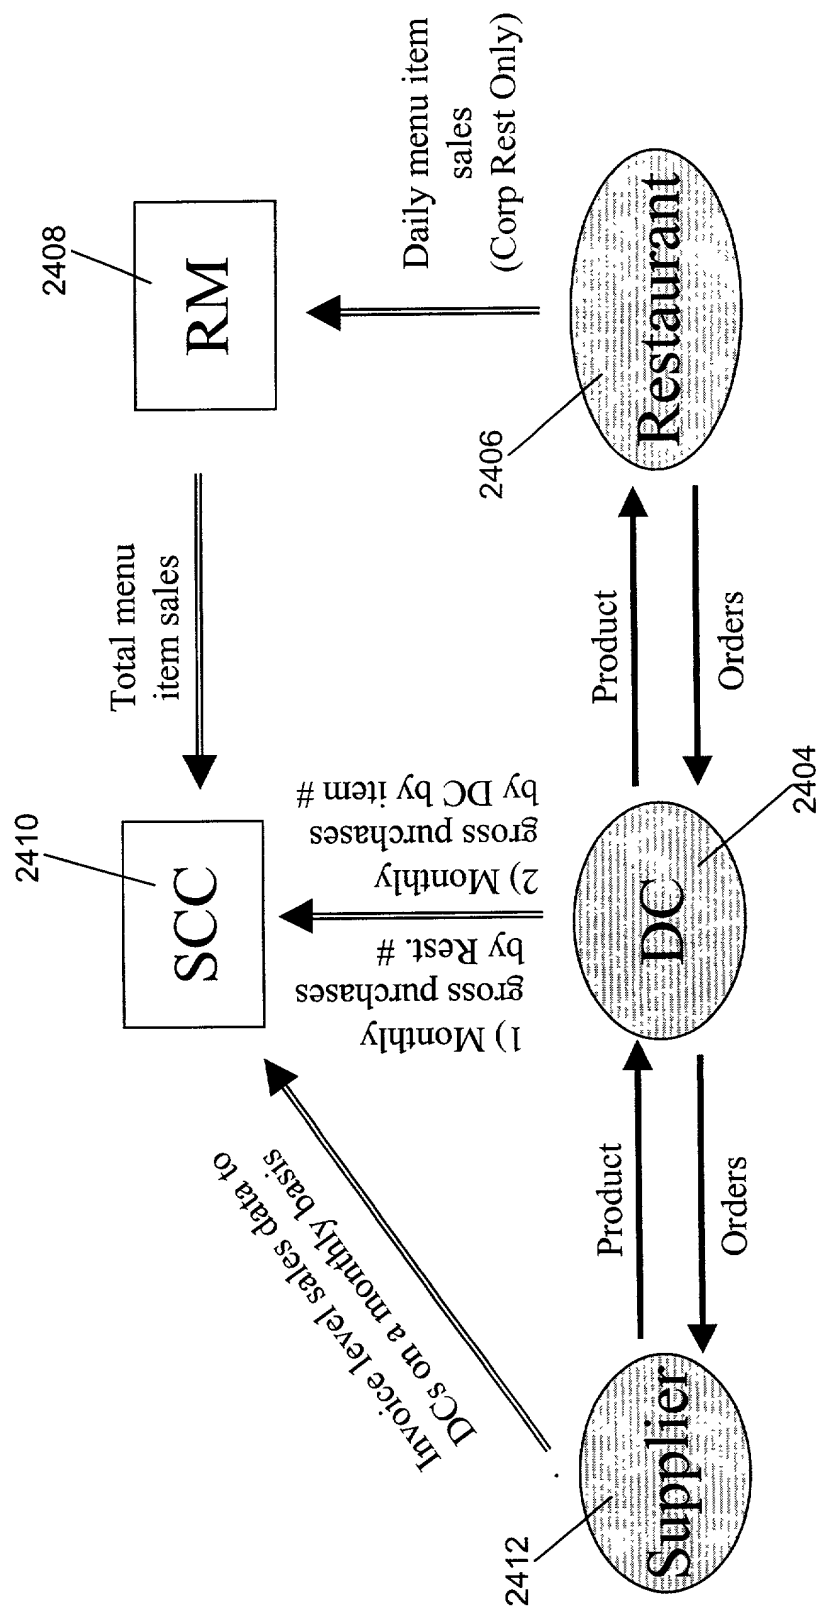 2410
SCC
Total menu
item sales
2408
RM
Invoice level sales data to
DCs on a monthly basis
1) Monthly
gross purchases
by Rest. #
2) Monthly
gross purchases
by DC by item #
Daily menu item
sales
(Corp Rest Only)
2412
Supplier
Product
Orders
DC
2404
Product
Orders
2406
Restaurant